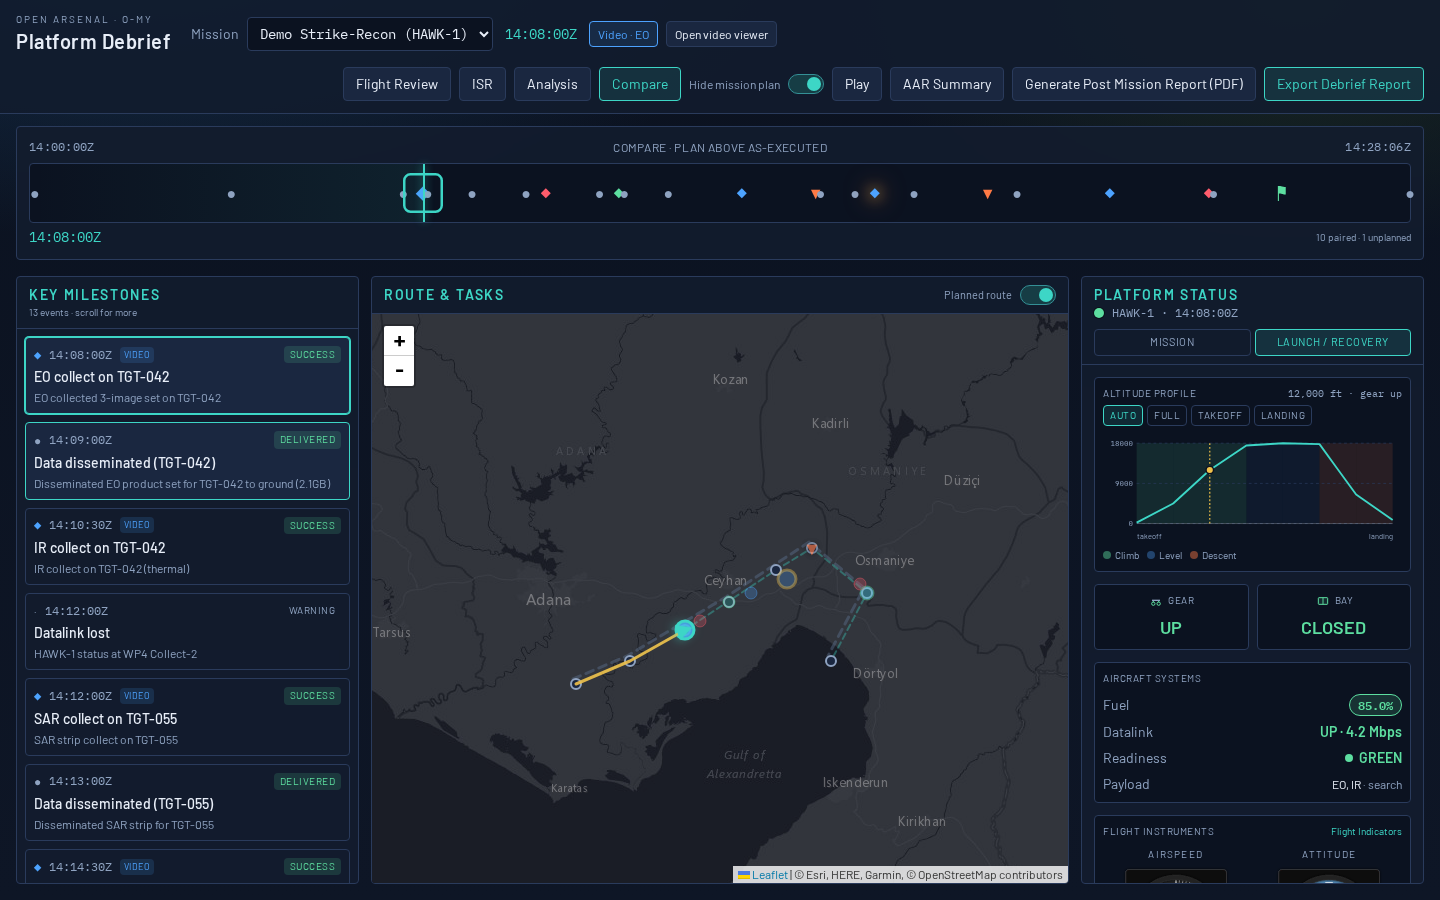 OPEN ARSENAL · O-MY
Platform Debrief
Mission
Demo Strike-Recon (HAWK-1)
14:08:00Z
Video · EO
Open video viewer
Flight Review
ISR
Analysis
Compare
Hide mission plan
Play
AAR Summary
Generate Post Mission Report (PDF)
Export Debrief Report
14:00:00Z
COMPARE · PLAN ABOVE AS-EXECUTED
14:28:06Z
14:08:00Z
10 paired · 1 unplanned
KEY MILESTONES
13 events · scroll for more
14:08:00Z VIDEO SUCCESS
EO collect on TGT-042
EO collected 3-image set on TGT-042
14:09:00Z DELIVERED
Data disseminated (TGT-042)
Disseminated EO product set for TGT-042 to ground (2.1GB)
14:10:30Z VIDEO SUCCESS
IR collect on TGT-042
IR collect on TGT-042 (thermal)
14:12:00Z WARNING
Datalink lost
HAWK-1 status at WP4 Collect-2
14:12:00Z VIDEO SUCCESS
SAR collect on TGT-055
SAR strip collect on TGT-055
14:13:00Z DELIVERED
Data disseminated (TGT-055)
Disseminated SAR strip for TGT-055
14:14:30Z VIDEO SUCCESS
ROUTE & TASKS
Planned route
+
-
Kozan
Kadirli
ADANA
OSMANIYE
Düziçi
Osmaniye
Ceyhan
Adana
Tarsus
Dörtyol
Gulf of
Alexandretta
Iskenderun
Karatas
Kirikhan
Leaflet | © Esri, HERE, Garmin, © OpenStreetMap contributors
PLATFORM STATUS
HAWK-1 · 14:08:00Z
MISSION
LAUNCH / RECOVERY
ALTITUDE PROFILE
12,000 ft · gear up
AUTO
FULL
TAKEOFF
LANDING
18000
9000
0
takeoff
landing
Climb
Level
Descent
GEAR
UP
BAY
CLOSED
AIRCRAFT SYSTEMS
Fuel 85.0%
Datalink UP · 4.2 Mbps
Readiness GREEN
Payload EO, IR · search
FLIGHT INSTRUMENTS
Flight Indicators
AIRSPEED
ATTITUDE